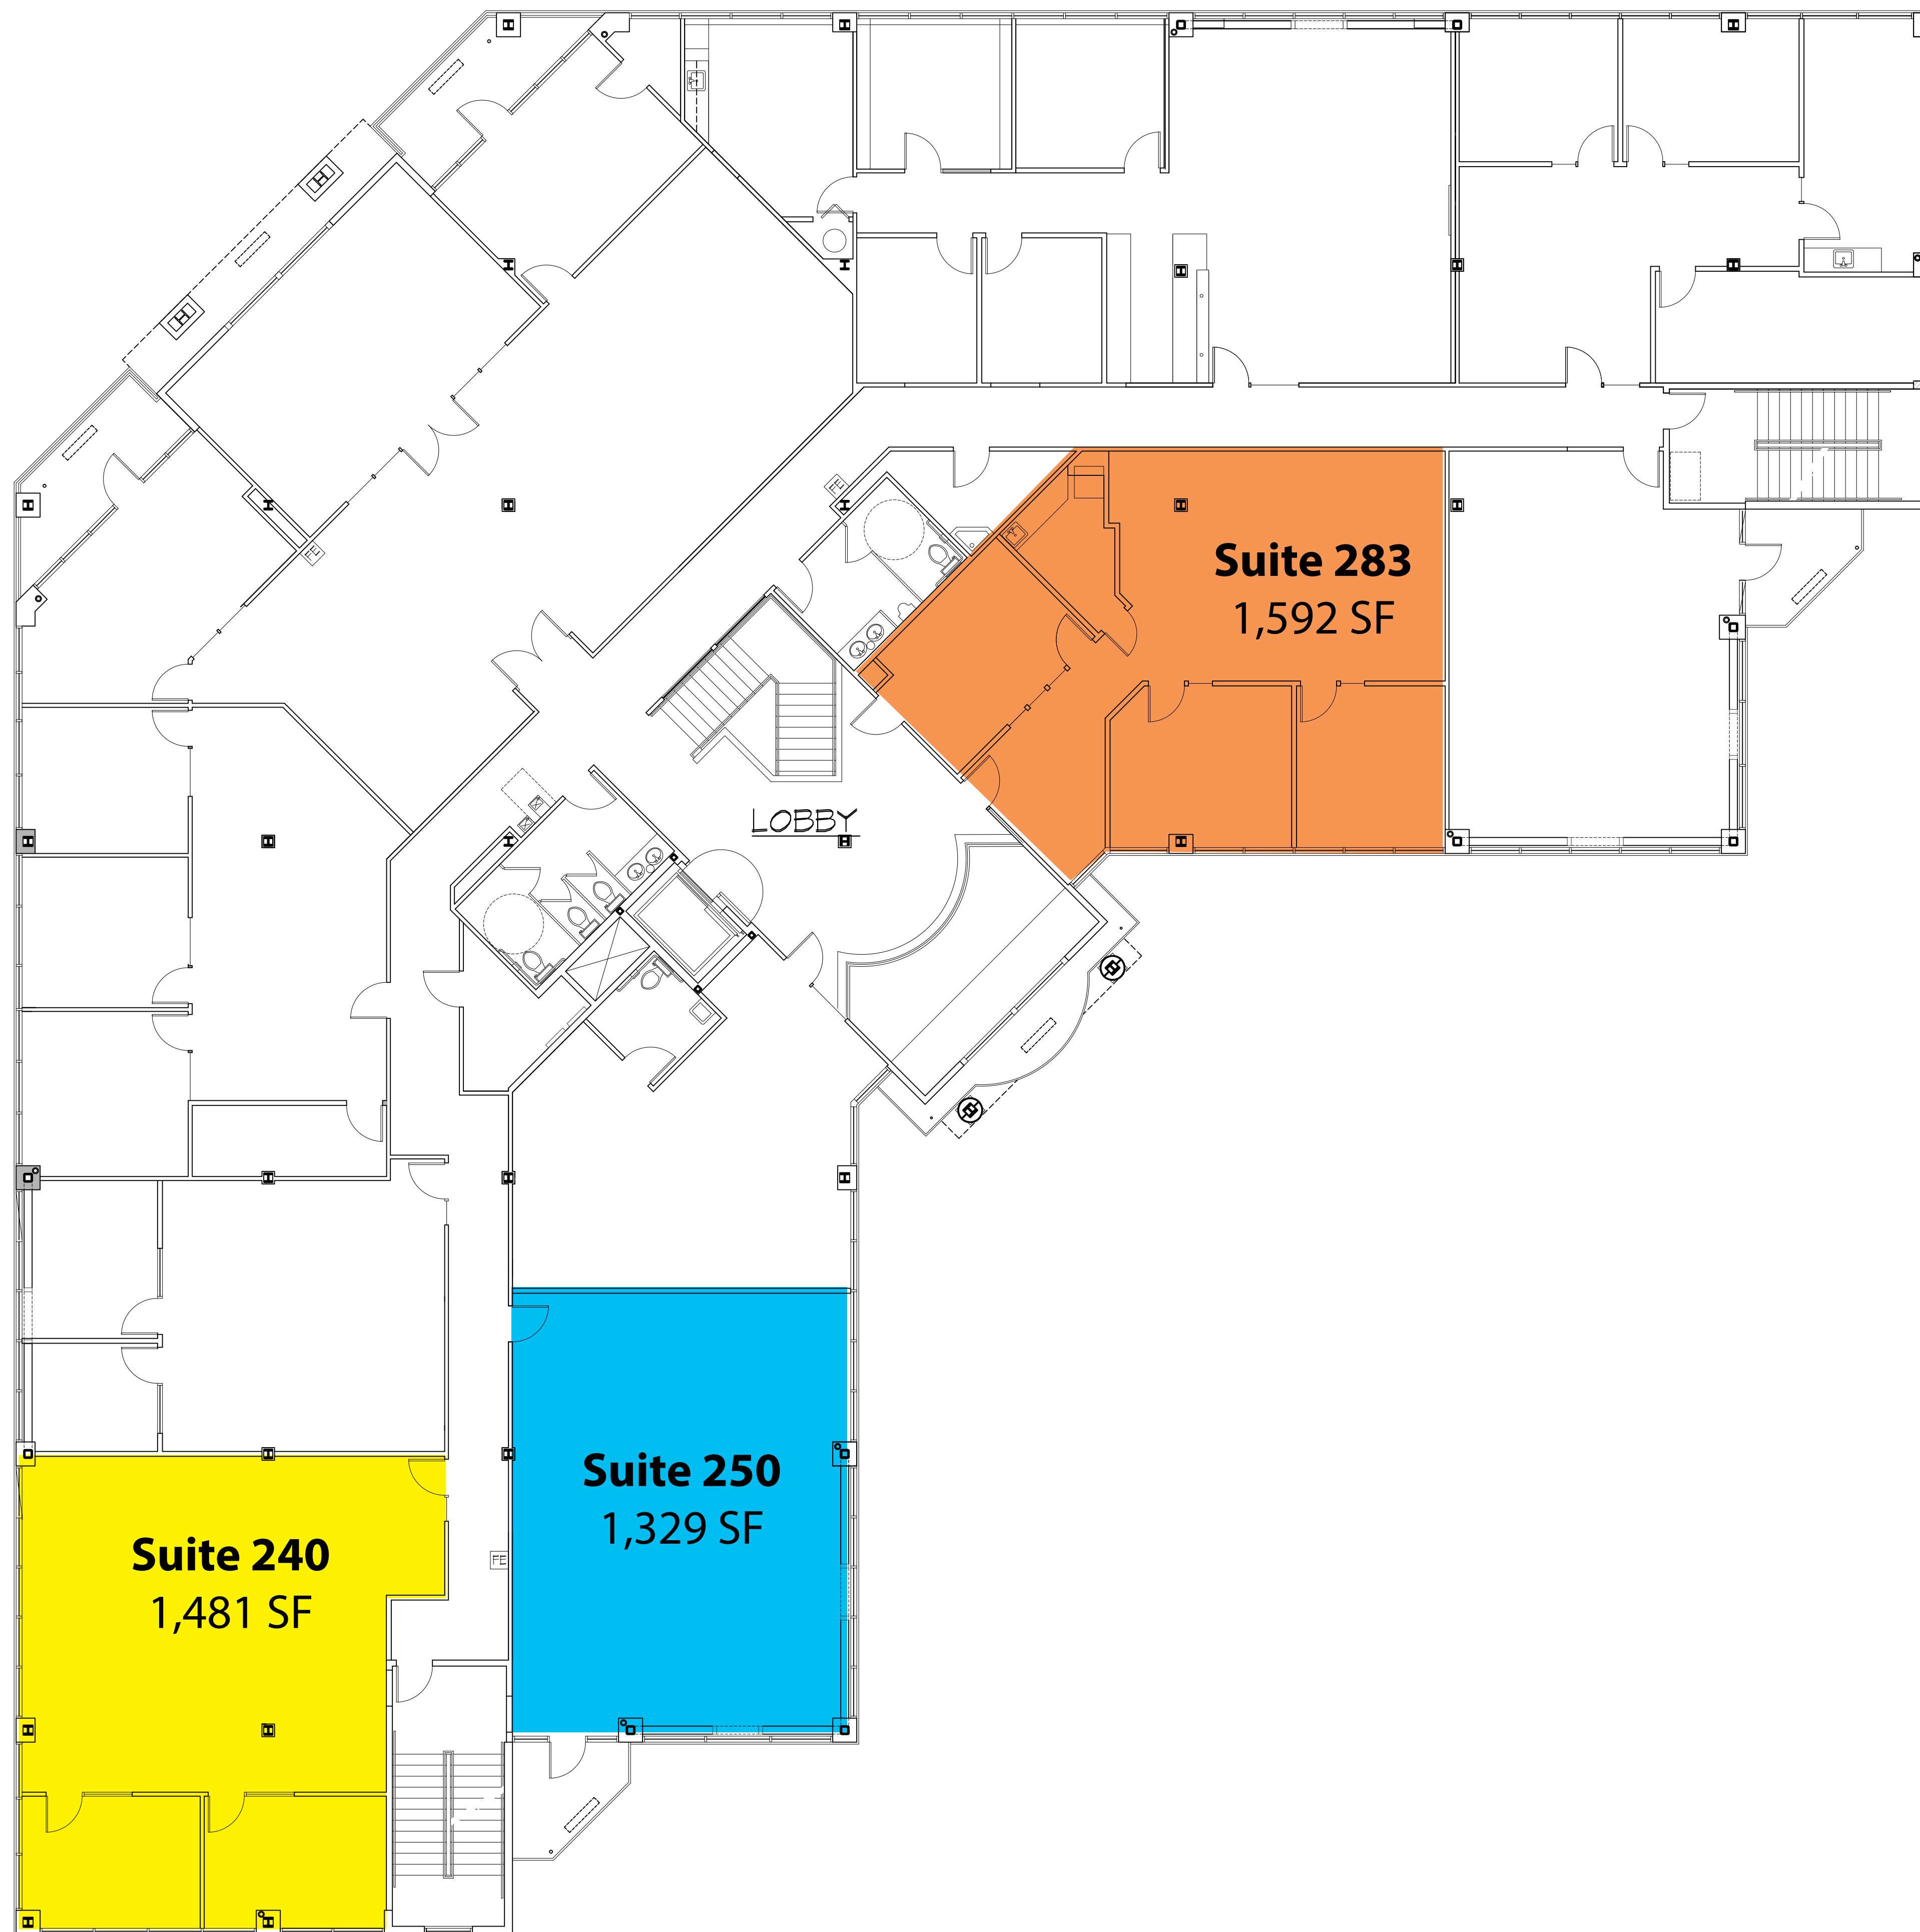 FE
Suite 283
1,592 SF
FE
LOBBY
Suite 250
1,329 SF
Suite 240
1,481 SF
FE